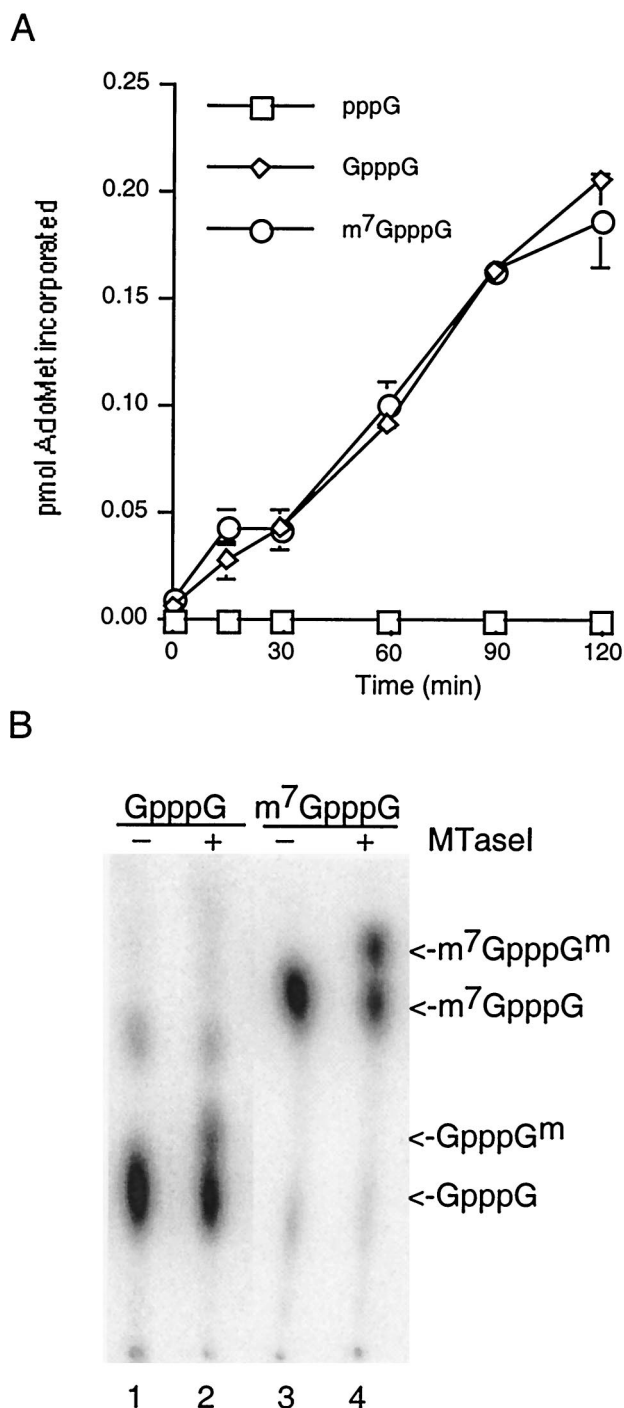 A
0.25
0.20
0.15
0.10
0.05
0.00
pmol AdoMet incorporated
pppG
GpppG
m⁷GpppG
0 30 60 90 120
Time (min)
B
GpppG m⁷GpppG
– + – + MTaseI
<-m⁷GpppGᵐ
<-m⁷GpppG
<-GpppGᵐ
<-GpppG
1 2 3 4